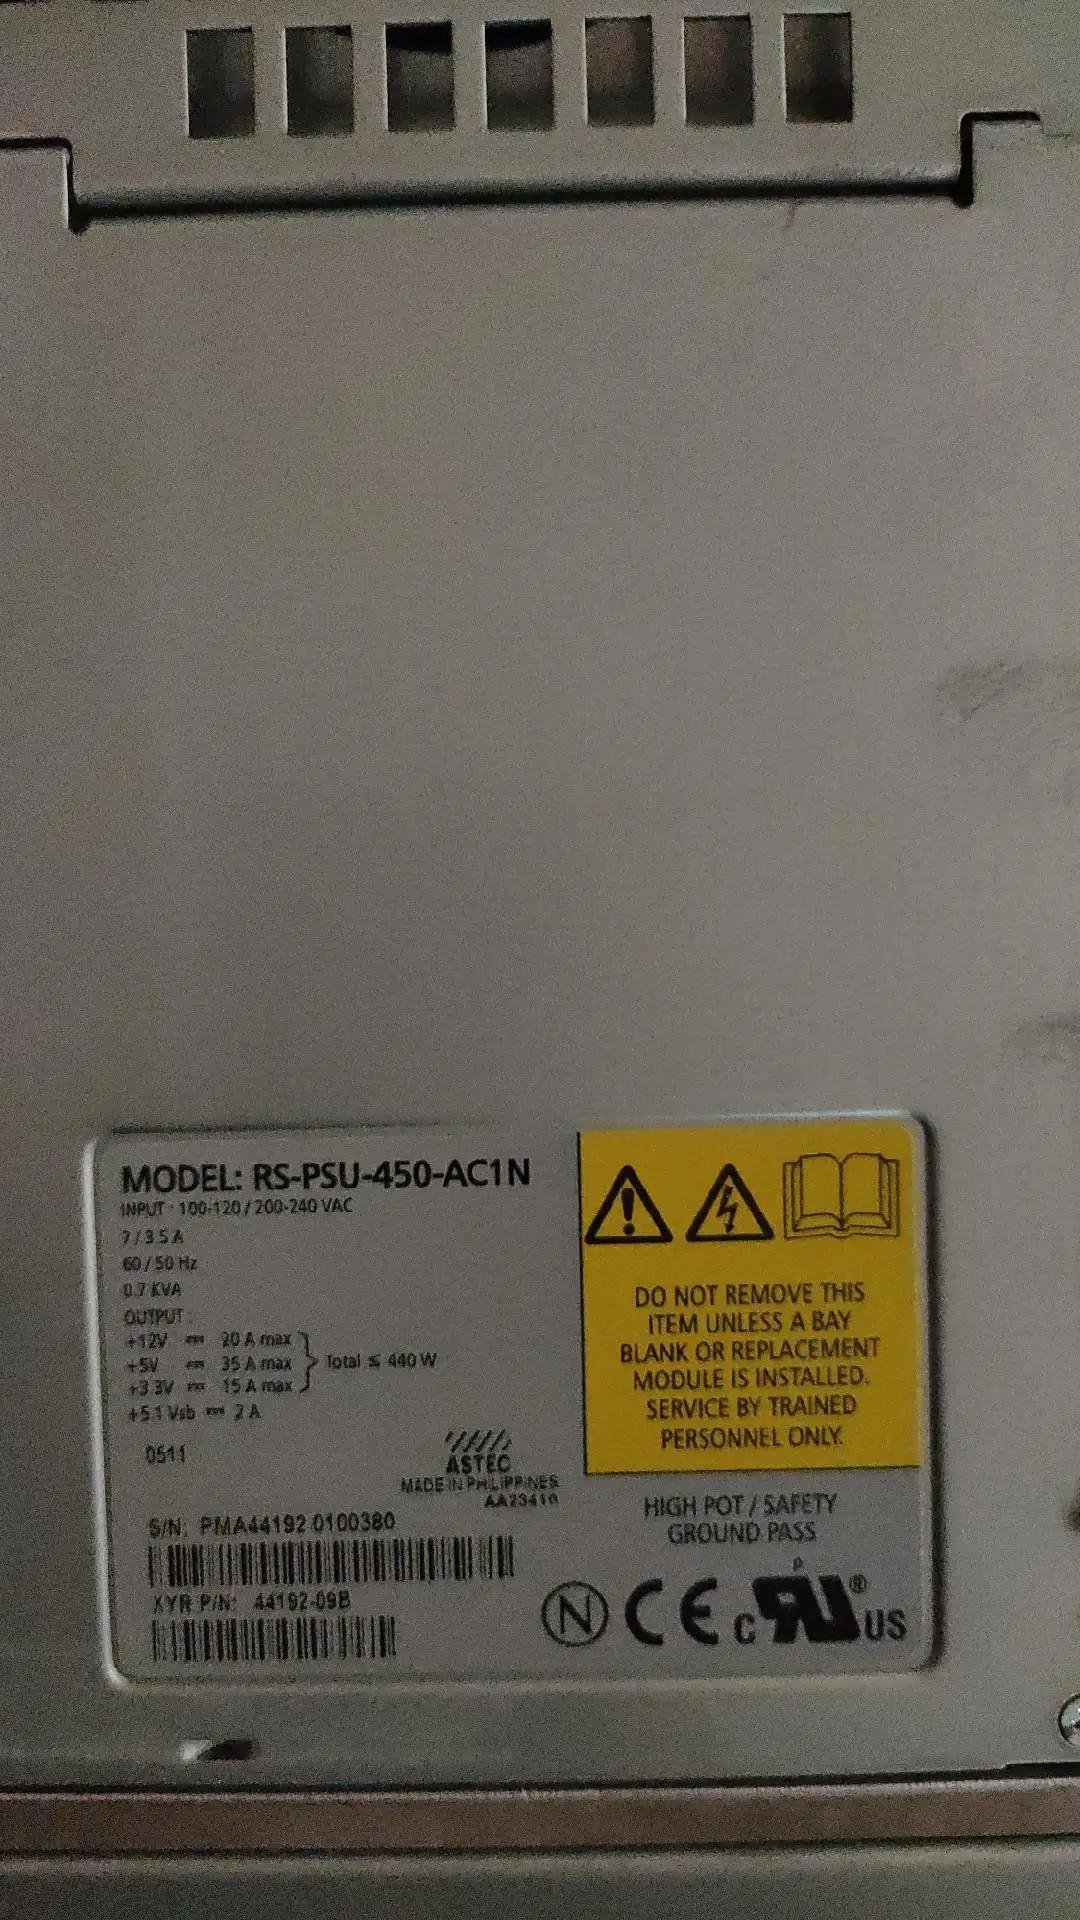 MODEL: RS-PSU-450-AC1N
INPUT : 100-120 / 200-240 VAC
7 / 3.5 A
60 / 50 Hz
0.7 KVA
OUTPUT :
+12V ⎓ 20 A max
+5V ⎓ 35 A max } Total ≤ 440 W
+3.3V ⎓ 15 A max
+5.1 Vsb ⎓ 2 A
0511
ASTEC
MADE IN PHILIPPINES
AA23410
S/N: PMA44192 0100380
XYR P/N: 44192-09B
DO NOT REMOVE THIS
ITEM UNLESS A BAY
BLANK OR REPLACEMENT
MODULE IS INSTALLED.
SERVICE BY TRAINED
PERSONNEL ONLY.
HIGH POT / SAFETY
GROUND PASS
N CE c RU ® US